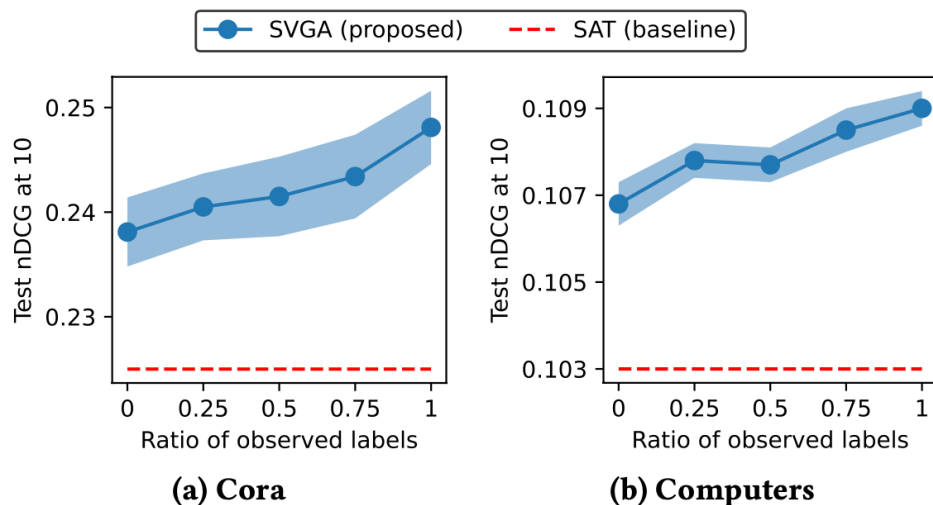 SVGA (proposed) SAT (baseline)
Test nDCG at 10
0.25
0.24
0.23
0 0.25 0.50 0.75 1
Ratio of observed labels
(a) Cora
Test nDCG at 10
0.109
0.107
0.105
0.103
0 0.25 0.50 0.75 1
Ratio of observed labels
(b) Computers